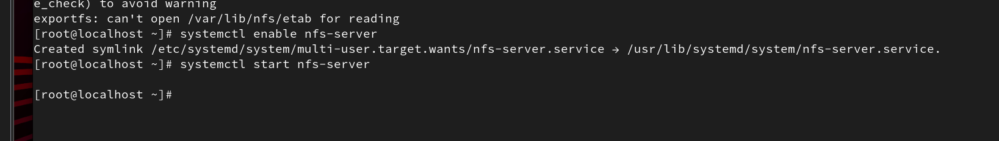 e_check) to avoid warning
exportfs: can't open /var/lib/nfs/etab for reading
[root@localhost ~]# systemctl enable nfs-server
Created symlink /etc/systemd/system/multi-user.target.wants/nfs-server.service → /usr/lib/systemd/system/nfs-server.service.
[root@localhost ~]# systemctl start nfs-server
[root@localhost ~]#